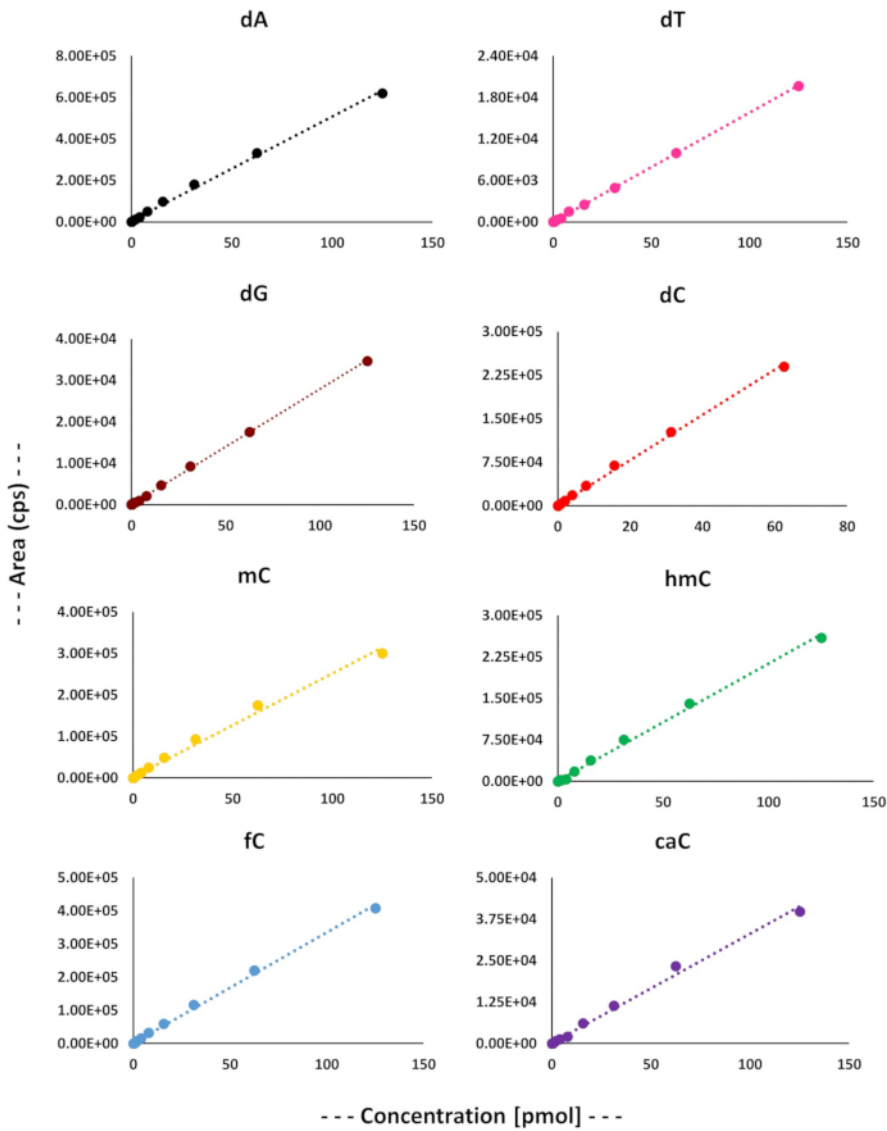 dA
8.00E+05
6.00E+05
4.00E+05
2.00E+05
0.00E+00
0 50 100 150
dT
2.40E+04
1.80E+04
1.20E+04
6.00E+03
0.00E+00
0 50 100 150
dG
4.00E+04
3.00E+04
2.00E+04
1.00E+04
0.00E+00
0 50 100 150
dC
3.00E+05
2.25E+05
1.50E+05
7.50E+04
0.00E+00
0 20 40 60 80
--- Area (cps) ---
mC
4.00E+05
3.00E+05
2.00E+05
1.00E+05
0.00E+00
0 50 100 150
hmC
3.00E+05
2.25E+05
1.50E+05
7.50E+04
0.00E+00
0 50 100 150
fC
5.00E+05
4.00E+05
3.00E+05
2.00E+05
1.00E+05
0.00E+00
0 50 100 150
caC
5.00E+04
3.75E+04
2.50E+04
1.25E+04
0.00E+00
0 50 100 150
--- Concentration [pmol] ---